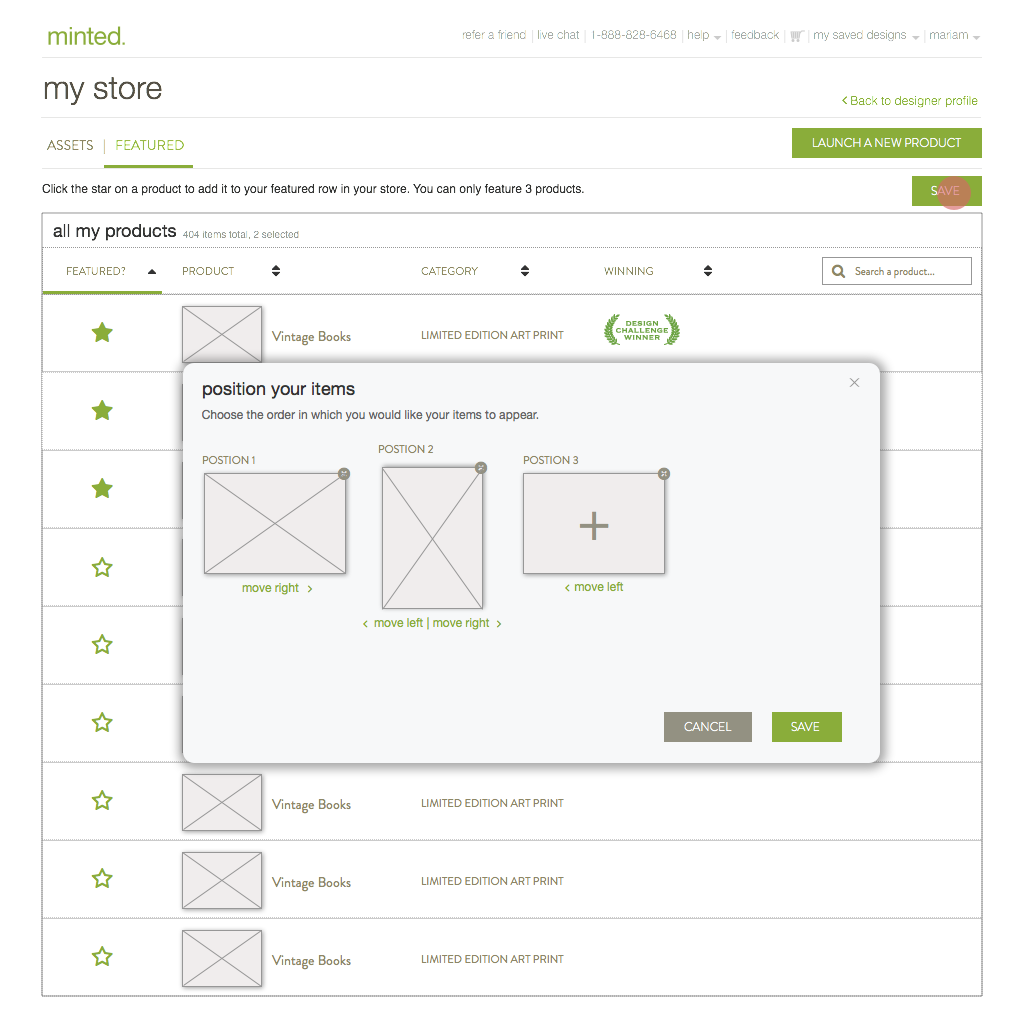 minted.
refer a friend | live chat | 1-888-828-6468 | help | feedback | my saved designs | mariam
my store
< Back to designer profile
ASSETS | FEATURED
LAUNCH A NEW PRODUCT
Click the star on a product to add it to your featured row in your store. You can only feature 3 products.
SAVE
all my products 404 items total, 2 selected
FEATURED? PRODUCT CATEGORY WINNING
Search a product...
Vintage Books LIMITED EDITION ART PRINT
DESIGN
CHALLENGE
WINNER
position your items
Choose the order in which you would like your items to appear.
POSTION 1
POSTION 2
POSTION 3
move right >
< move left | move right >
< move left
CANCEL
SAVE
Vintage Books LIMITED EDITION ART PRINT
Vintage Books LIMITED EDITION ART PRINT
Vintage Books LIMITED EDITION ART PRINT